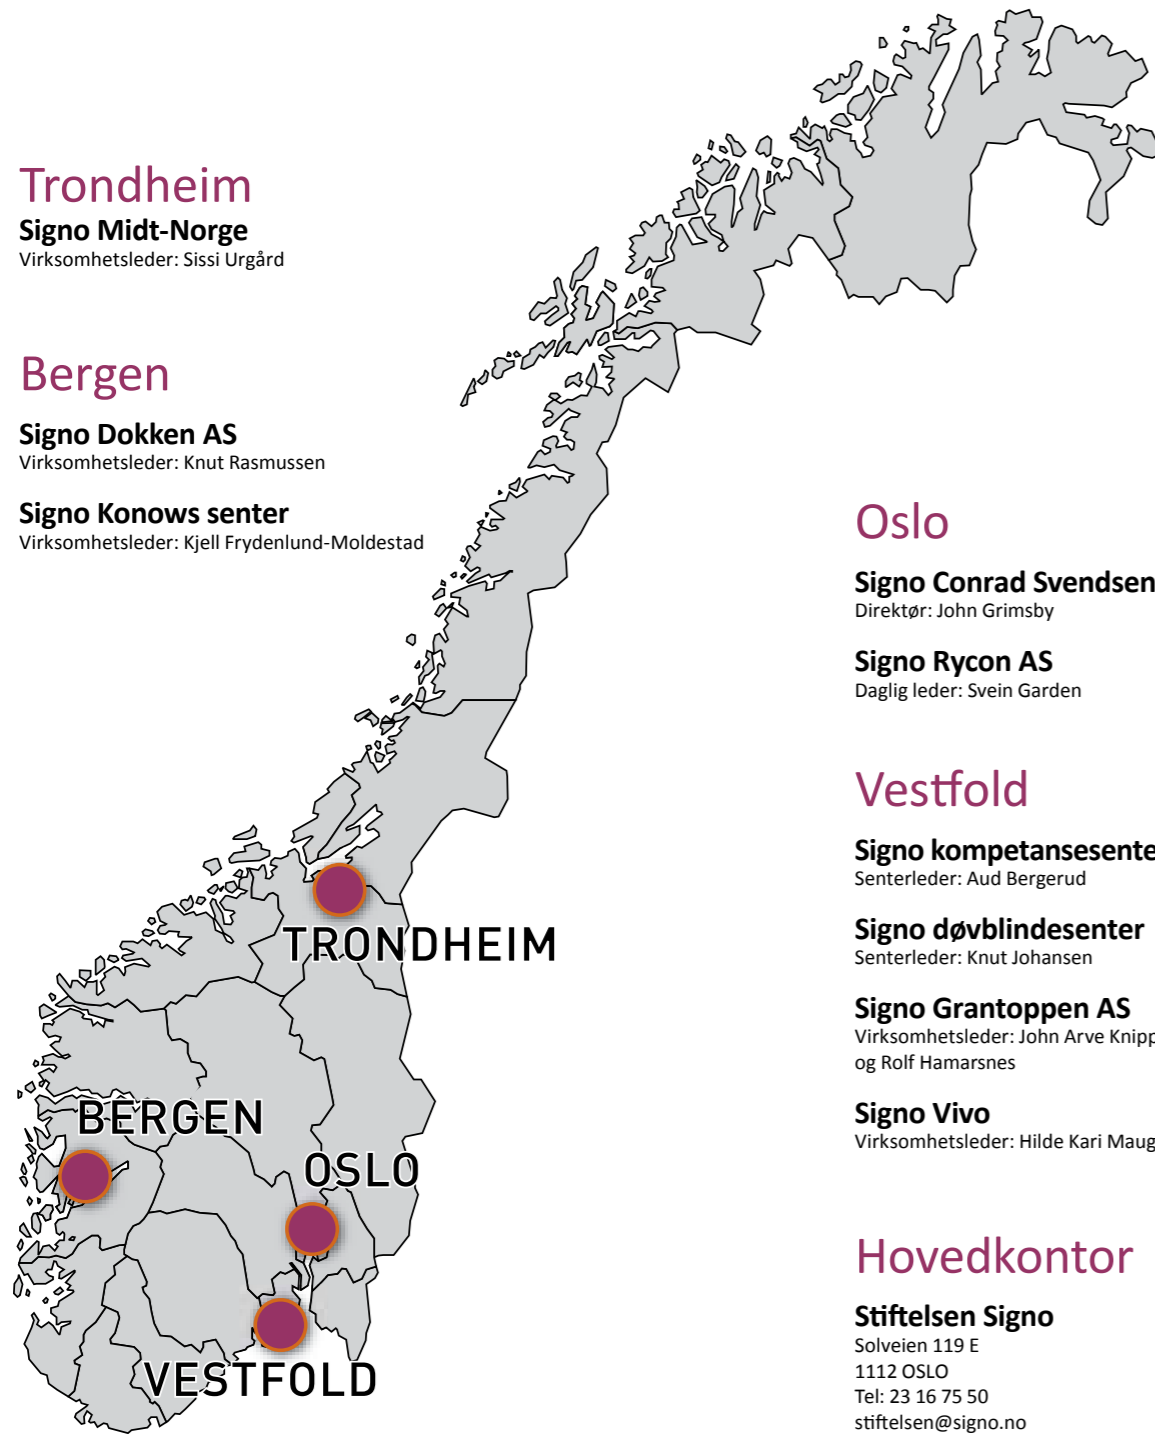 Trondheim
Signo Midt-Norge
Virksomhetsleder: Sissi Urgård
Bergen
Signo Dokken AS
Virksomhetsleder: Knut Rasmussen
Signo Konows senter
Virksomhetsleder: Kjell Frydenlund-Moldestad
Oslo
Signo Conrad Svendsen
Direktør: John Grimsby
Signo Rycon AS
Daglig leder: Svein Garden
Vestfold
Signo
Senterleder: Aud Bergerud
Signo døvblindesenter
Senterleder: Knut Johansen
Signo Grantoppen AS
Virksomhetsleder: John Arve
og Rolf Hamarsnes
Signo Vivo
Virksomhetsleder: Hilde Kari
Hovedkontor
Stiftelsen Signo
Solveien 119 E
1112 OSLO
Tel: 23 16 75 50
stiftelsen@signo.no
TRONDHEIM
BERGEN
OSLO
VESTFOLD